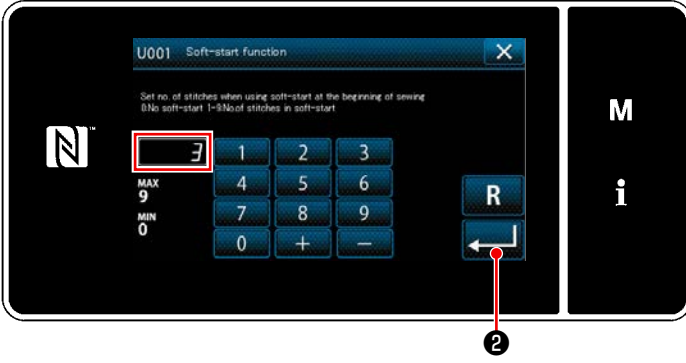 U001 Soft-start function
Set no. of stitches when using soft-start at the beginning of sewing
0:No soft-start 1-9:No.of stitches in soft-start
3
1 2 3
MAX
9
4 5 6
MIN
0
7 8 9
0 + −
R
M
i
N
™
❷